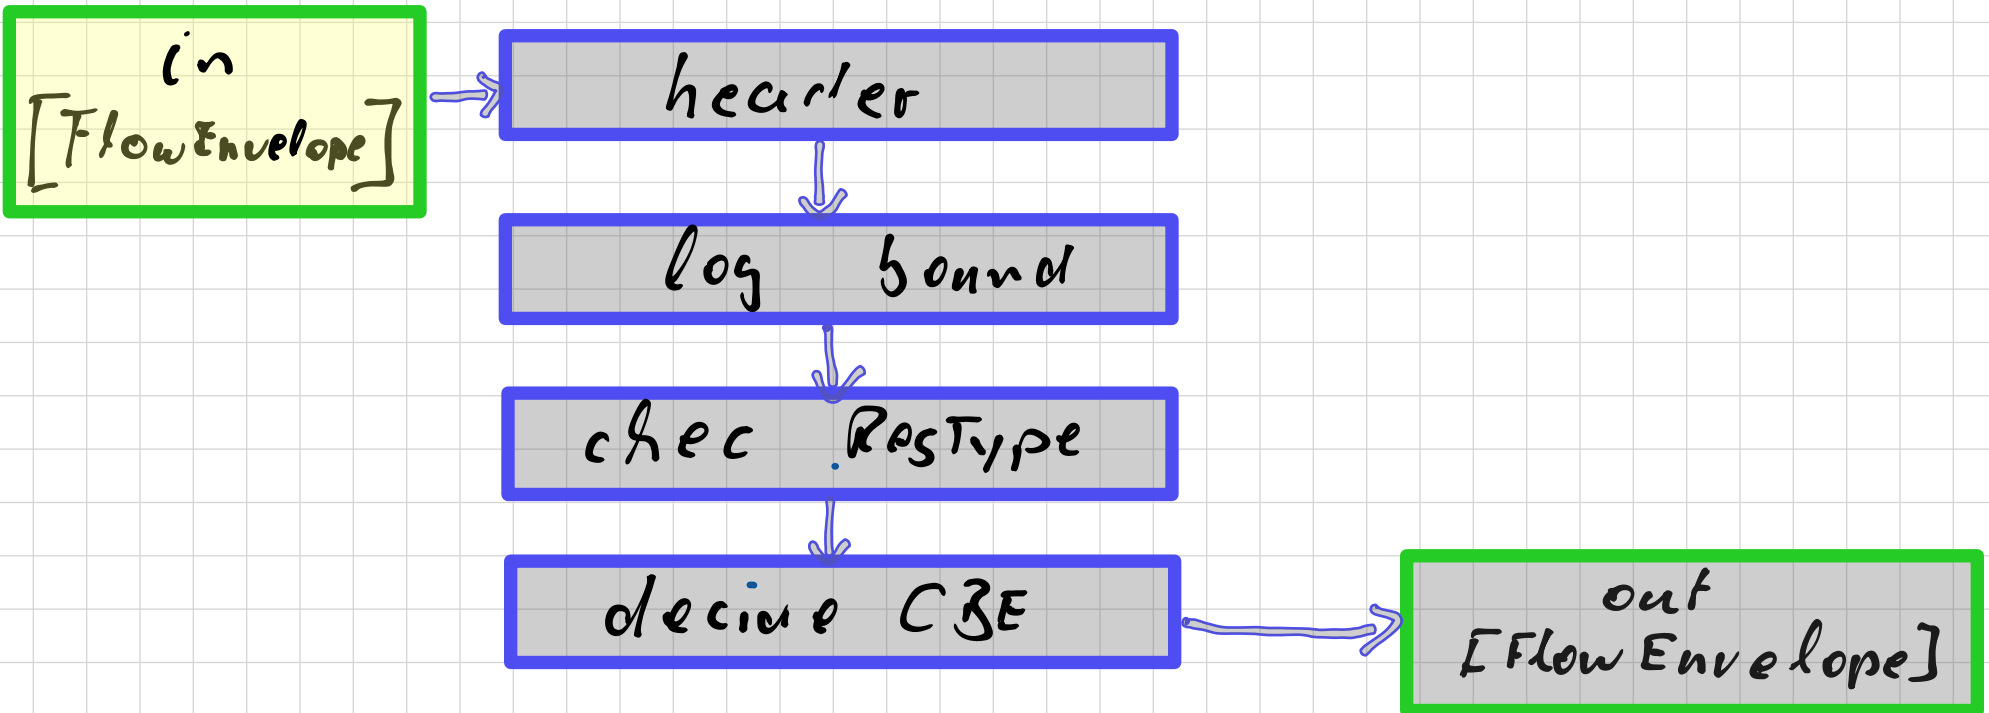 in
[FlowEnvelope]
header
log bound
chec ResType
decide CBE
out
[FlowEnvelope]